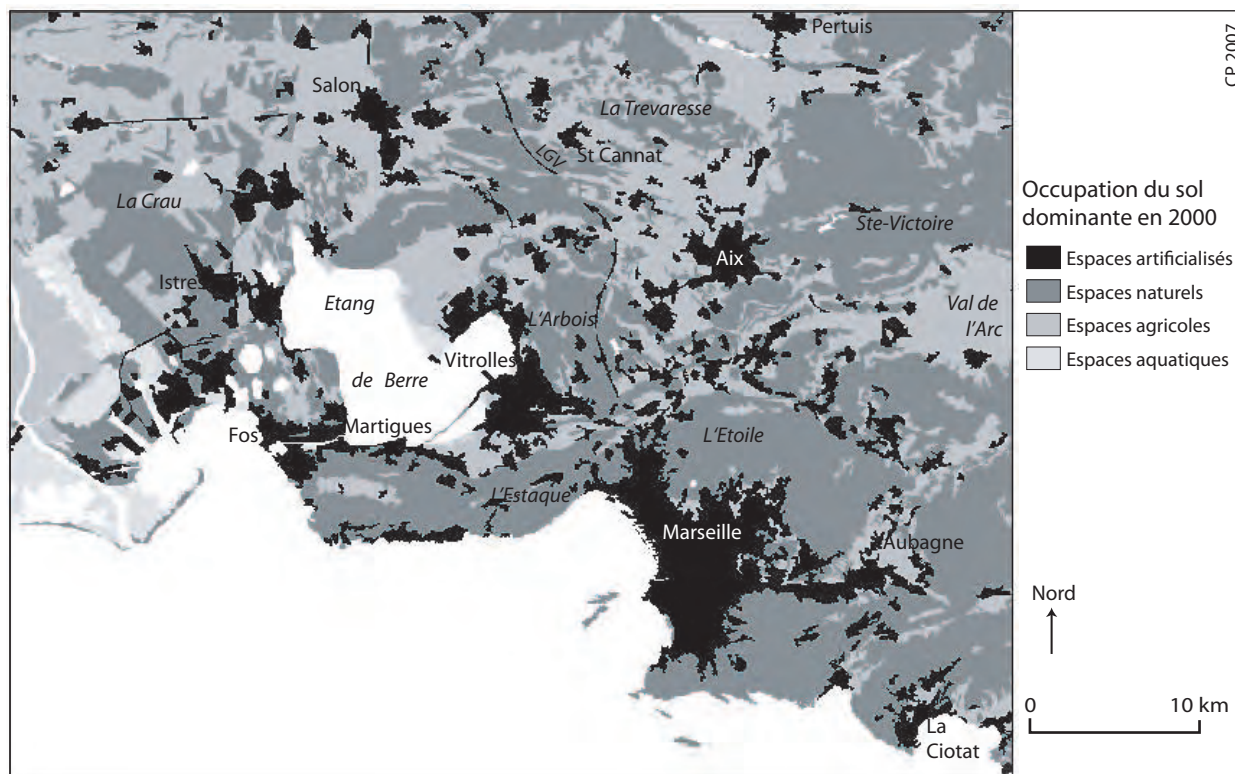 Pertuis
CP 2007
Salon
La Trevaresse
LGV
St Cannat
La Crau
Ste-Victoire
Aix
Istres
Etang
Val de
l'Arc
L'Arbois
Vitrolles
de Berre
Fos
Martigues
L'Etoile
L'Estaque
Marseille
Aubagne
La
Ciotat
Occupation du sol
dominante en 2000
Espaces artificialisés
Espaces naturels
Espaces agricoles
Espaces aquatiques
Nord
0 10 km